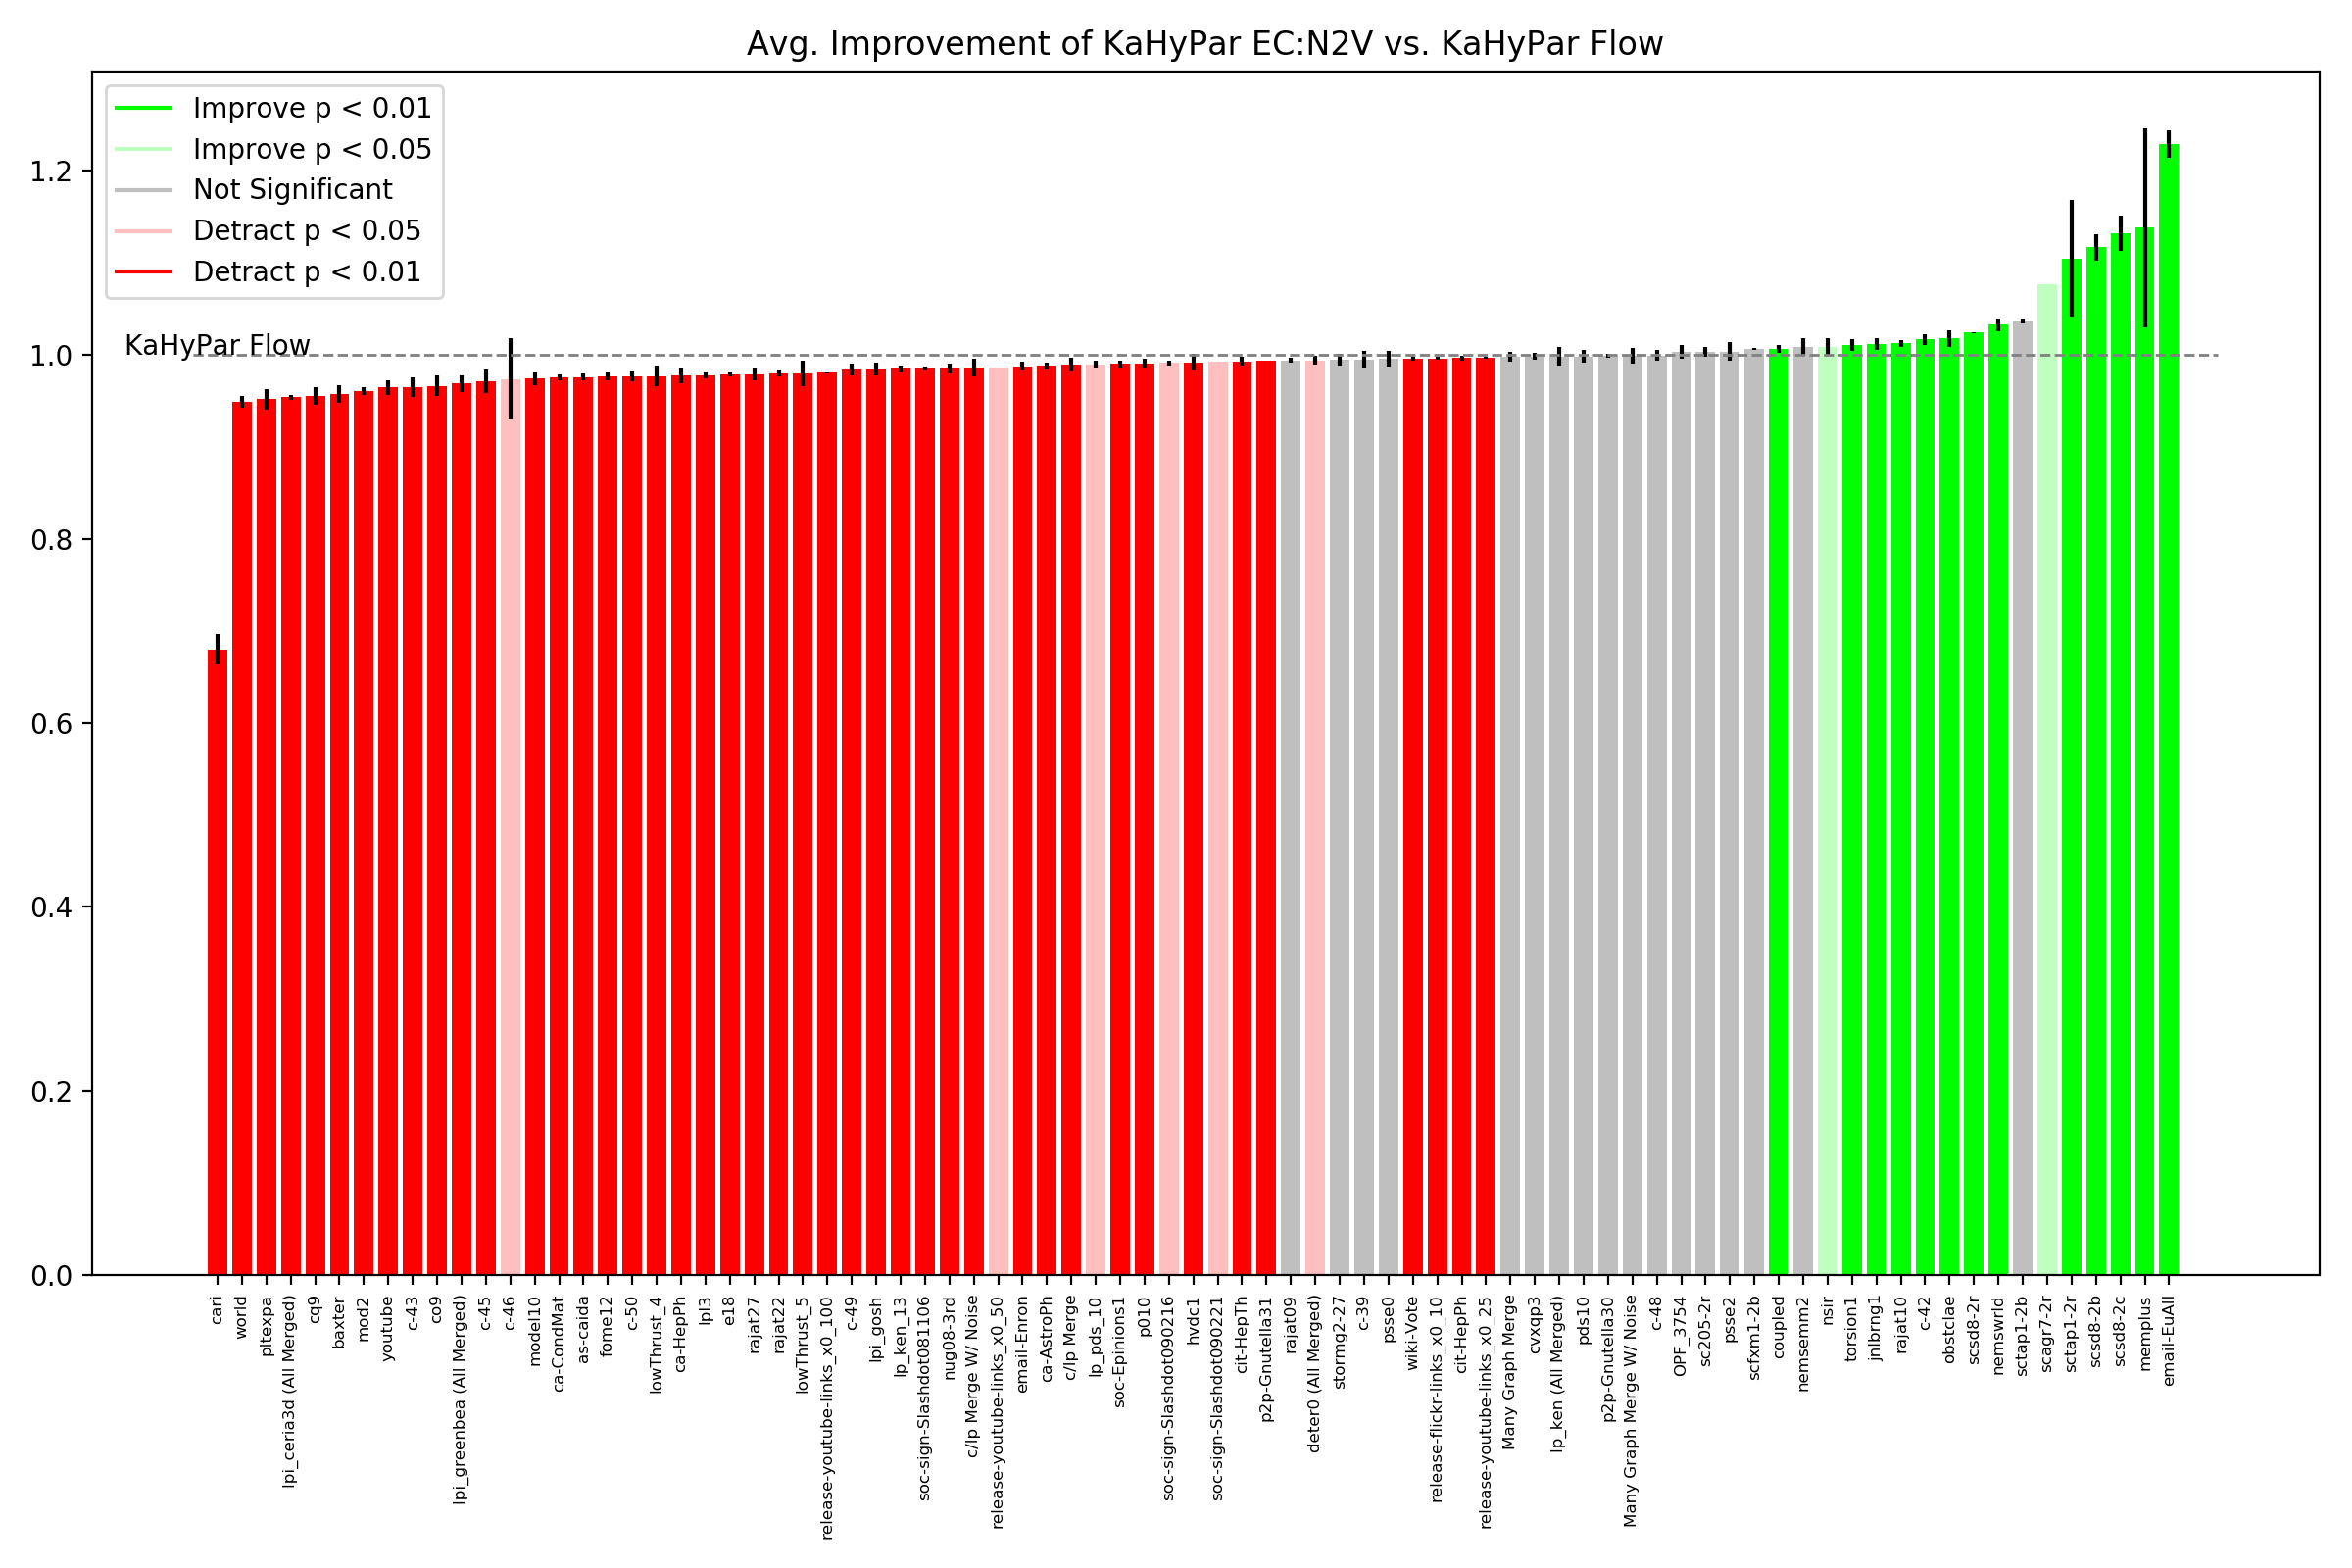 Avg. Improvement of KaHyPar EC:N2V vs. KaHyPar Flow
Improve p < 0.01
Improve p < 0.05
Not Significant
Detract p < 0.05
Detract p < 0.01
KaHyPar Flow
1.2
1.0
0.8
0.6
0.4
0.2
0.0
cari
world
pltexpa
lpi_ceria3d (All Merged)
cq9
baxter
mod2
youtube
c-43
co9
lpi_greenbea (All Merged)
c-45
c-46
model10
ca-CondMat
as-caida
fome12
c-50
lowThrust_4
ca-HepPh
lpl3
e18
rajat27
rajat22
lowThrust_5
release-youtube-links_x0_100
c-49
lpi_gosh
lp_ken_13
soc-sign-Slashdot081106
nug08-3rd
c/lp Merge W/ Noise
release-youtube-links_x0_50
email-Enron
ca-AstroPh
c/lp Merge
lp_pds_10
soc-Epinions1
p010
soc-sign-Slashdot090216
hvdc1
soc-sign-Slashdot090221
cit-HepTh
p2p-Gnutella31
rajat09
deter0 (All Merged)
stormg2-27
c-39
psse0
wiki-Vote
release-flickr-links_x0_10
cit-HepPh
release-youtube-links_x0_25
Many Graph Merge
cvxqp3
lp_ken (All Merged)
pds10
p2p-Gnutella30
Many Graph Merge W/ Noise
c-48
OPF_3754
sc205-2r
psse2
scfxm1-2b
coupled
nemsemm2
nsir
torsion1
jnlbrng1
rajat10
c-42
obstclae
scsd8-2r
nemswrld
sctap1-2b
scagr7-2r
sctap1-2r
scsd8-2b
scsd8-2c
memplus
email-EuAll